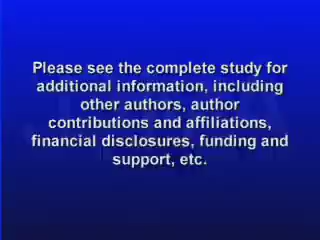 Please see the complete study for
additional information, including
other authors, author
contributions and affiliations,
financial disclosures, funding and
support, etc.